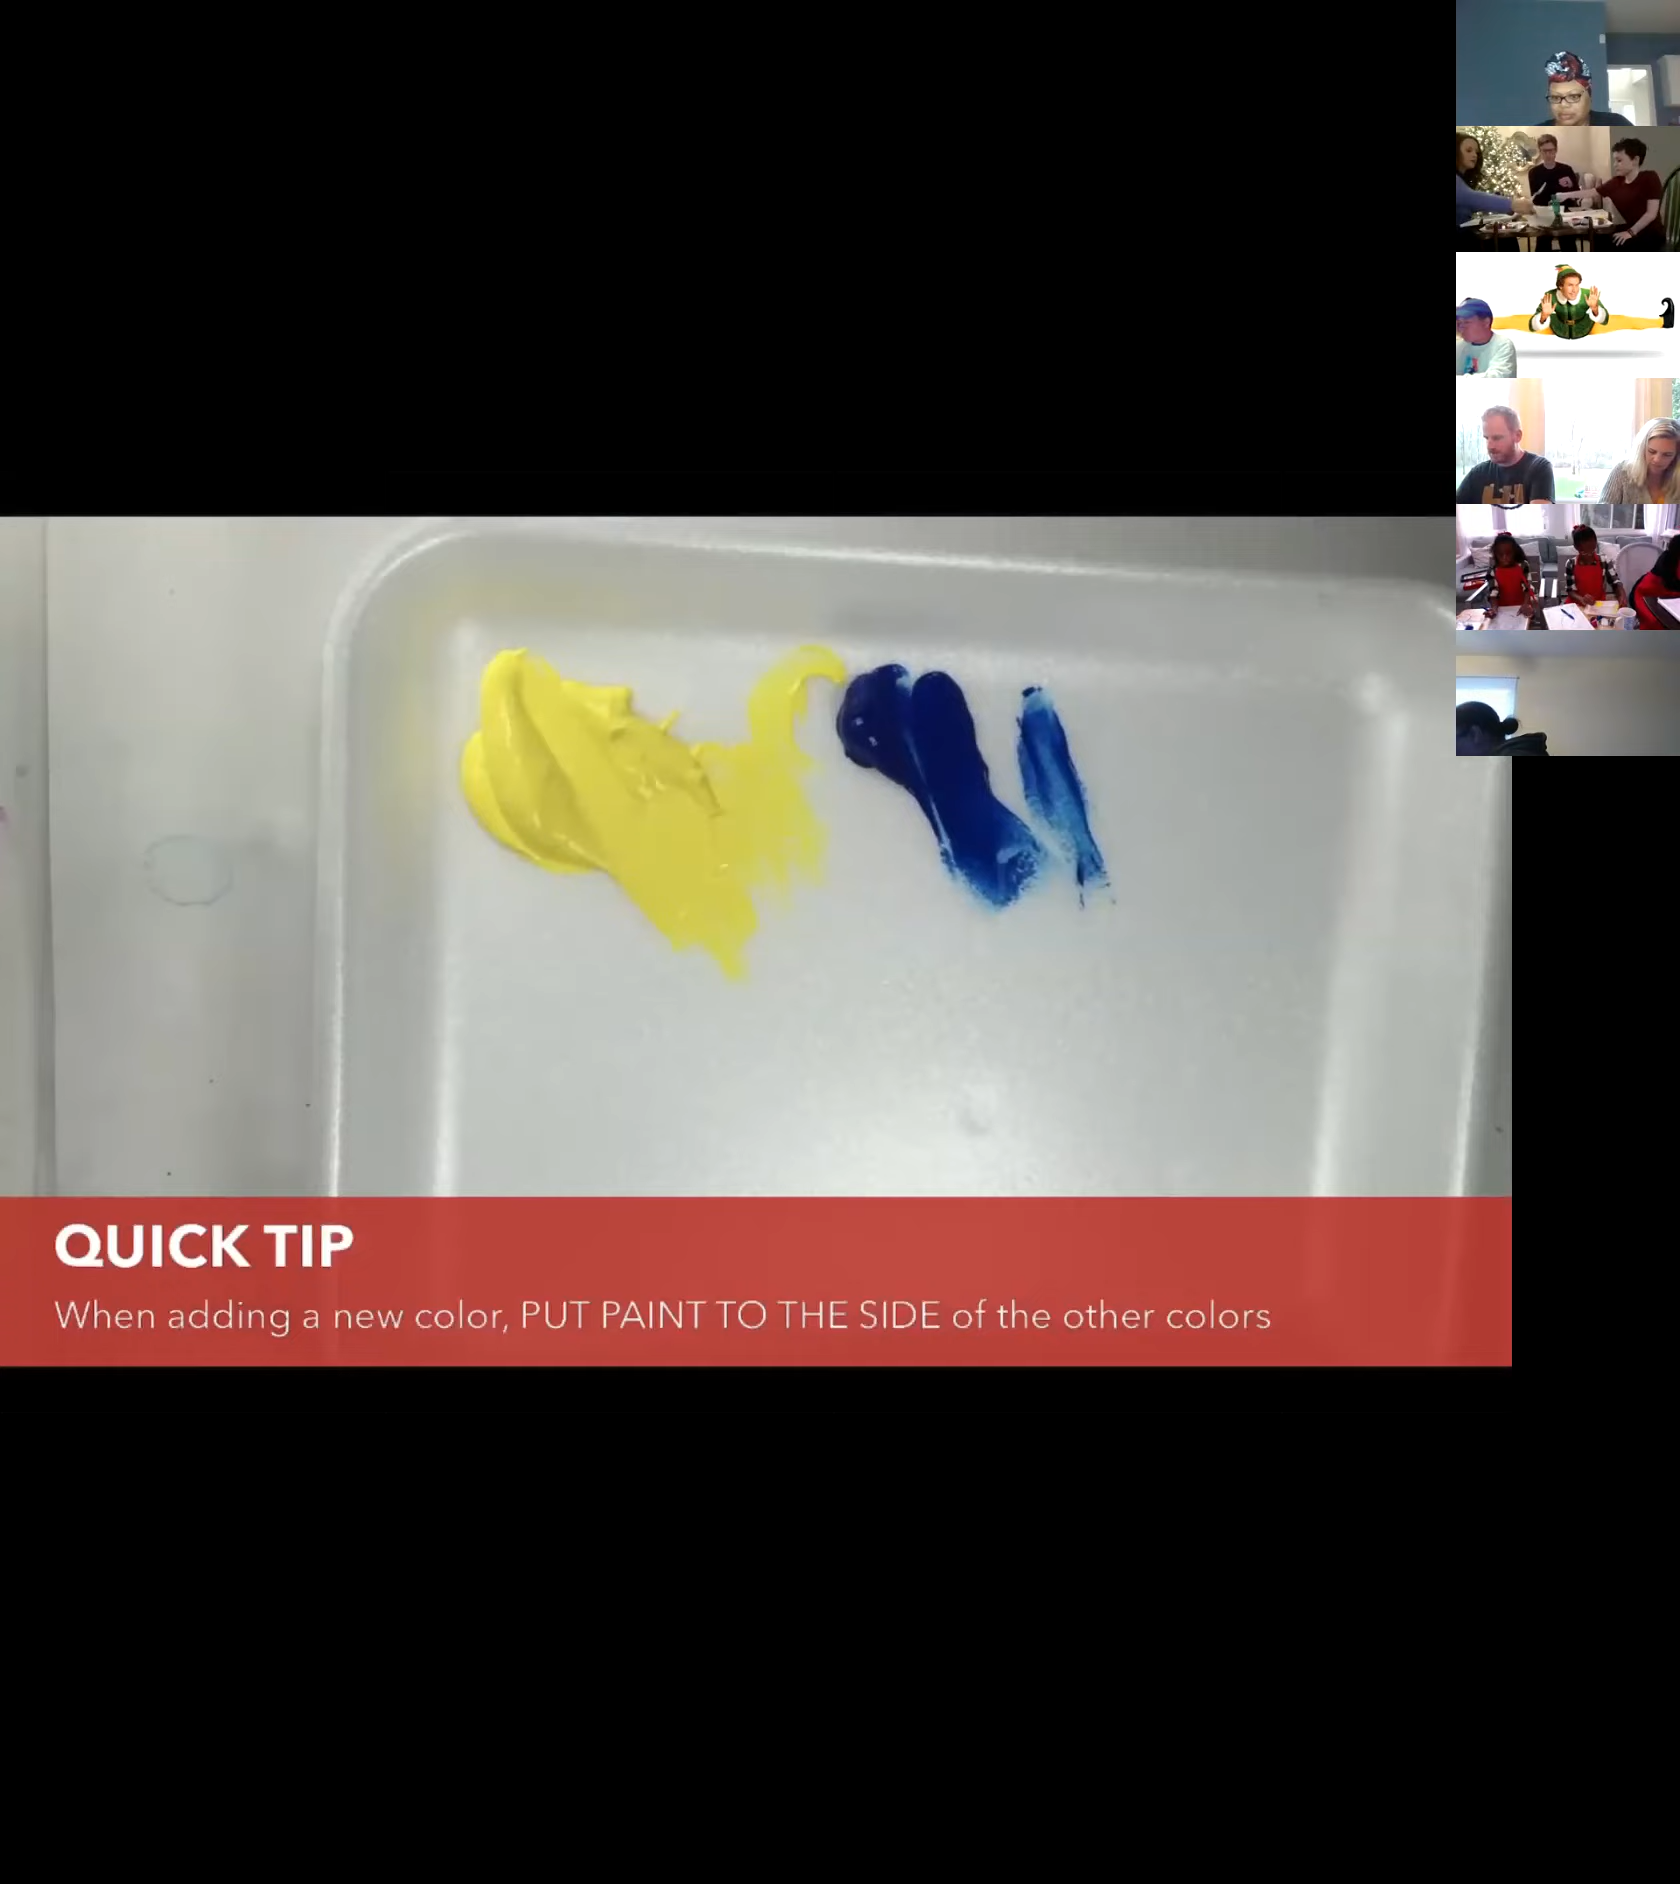 QUICK TIP
When adding a new color, PUT PAINT TO THE SIDE of the other colors